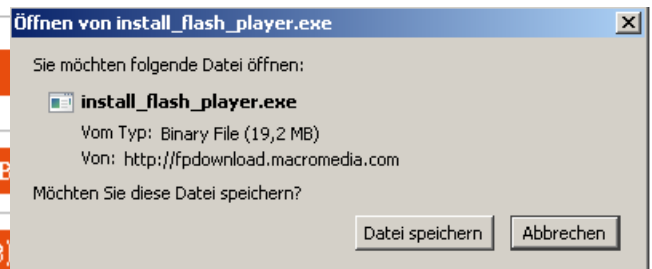 Öffnen von install_flash_player.exe
Sie möchten folgende Datei öffnen:
install_flash_player.exe
Vom Typ: Binary File (19,2 MB)
Von: http://fpdownload.macromedia.com
Möchten Sie diese Datei speichern?
Datei speichern Abbrechen